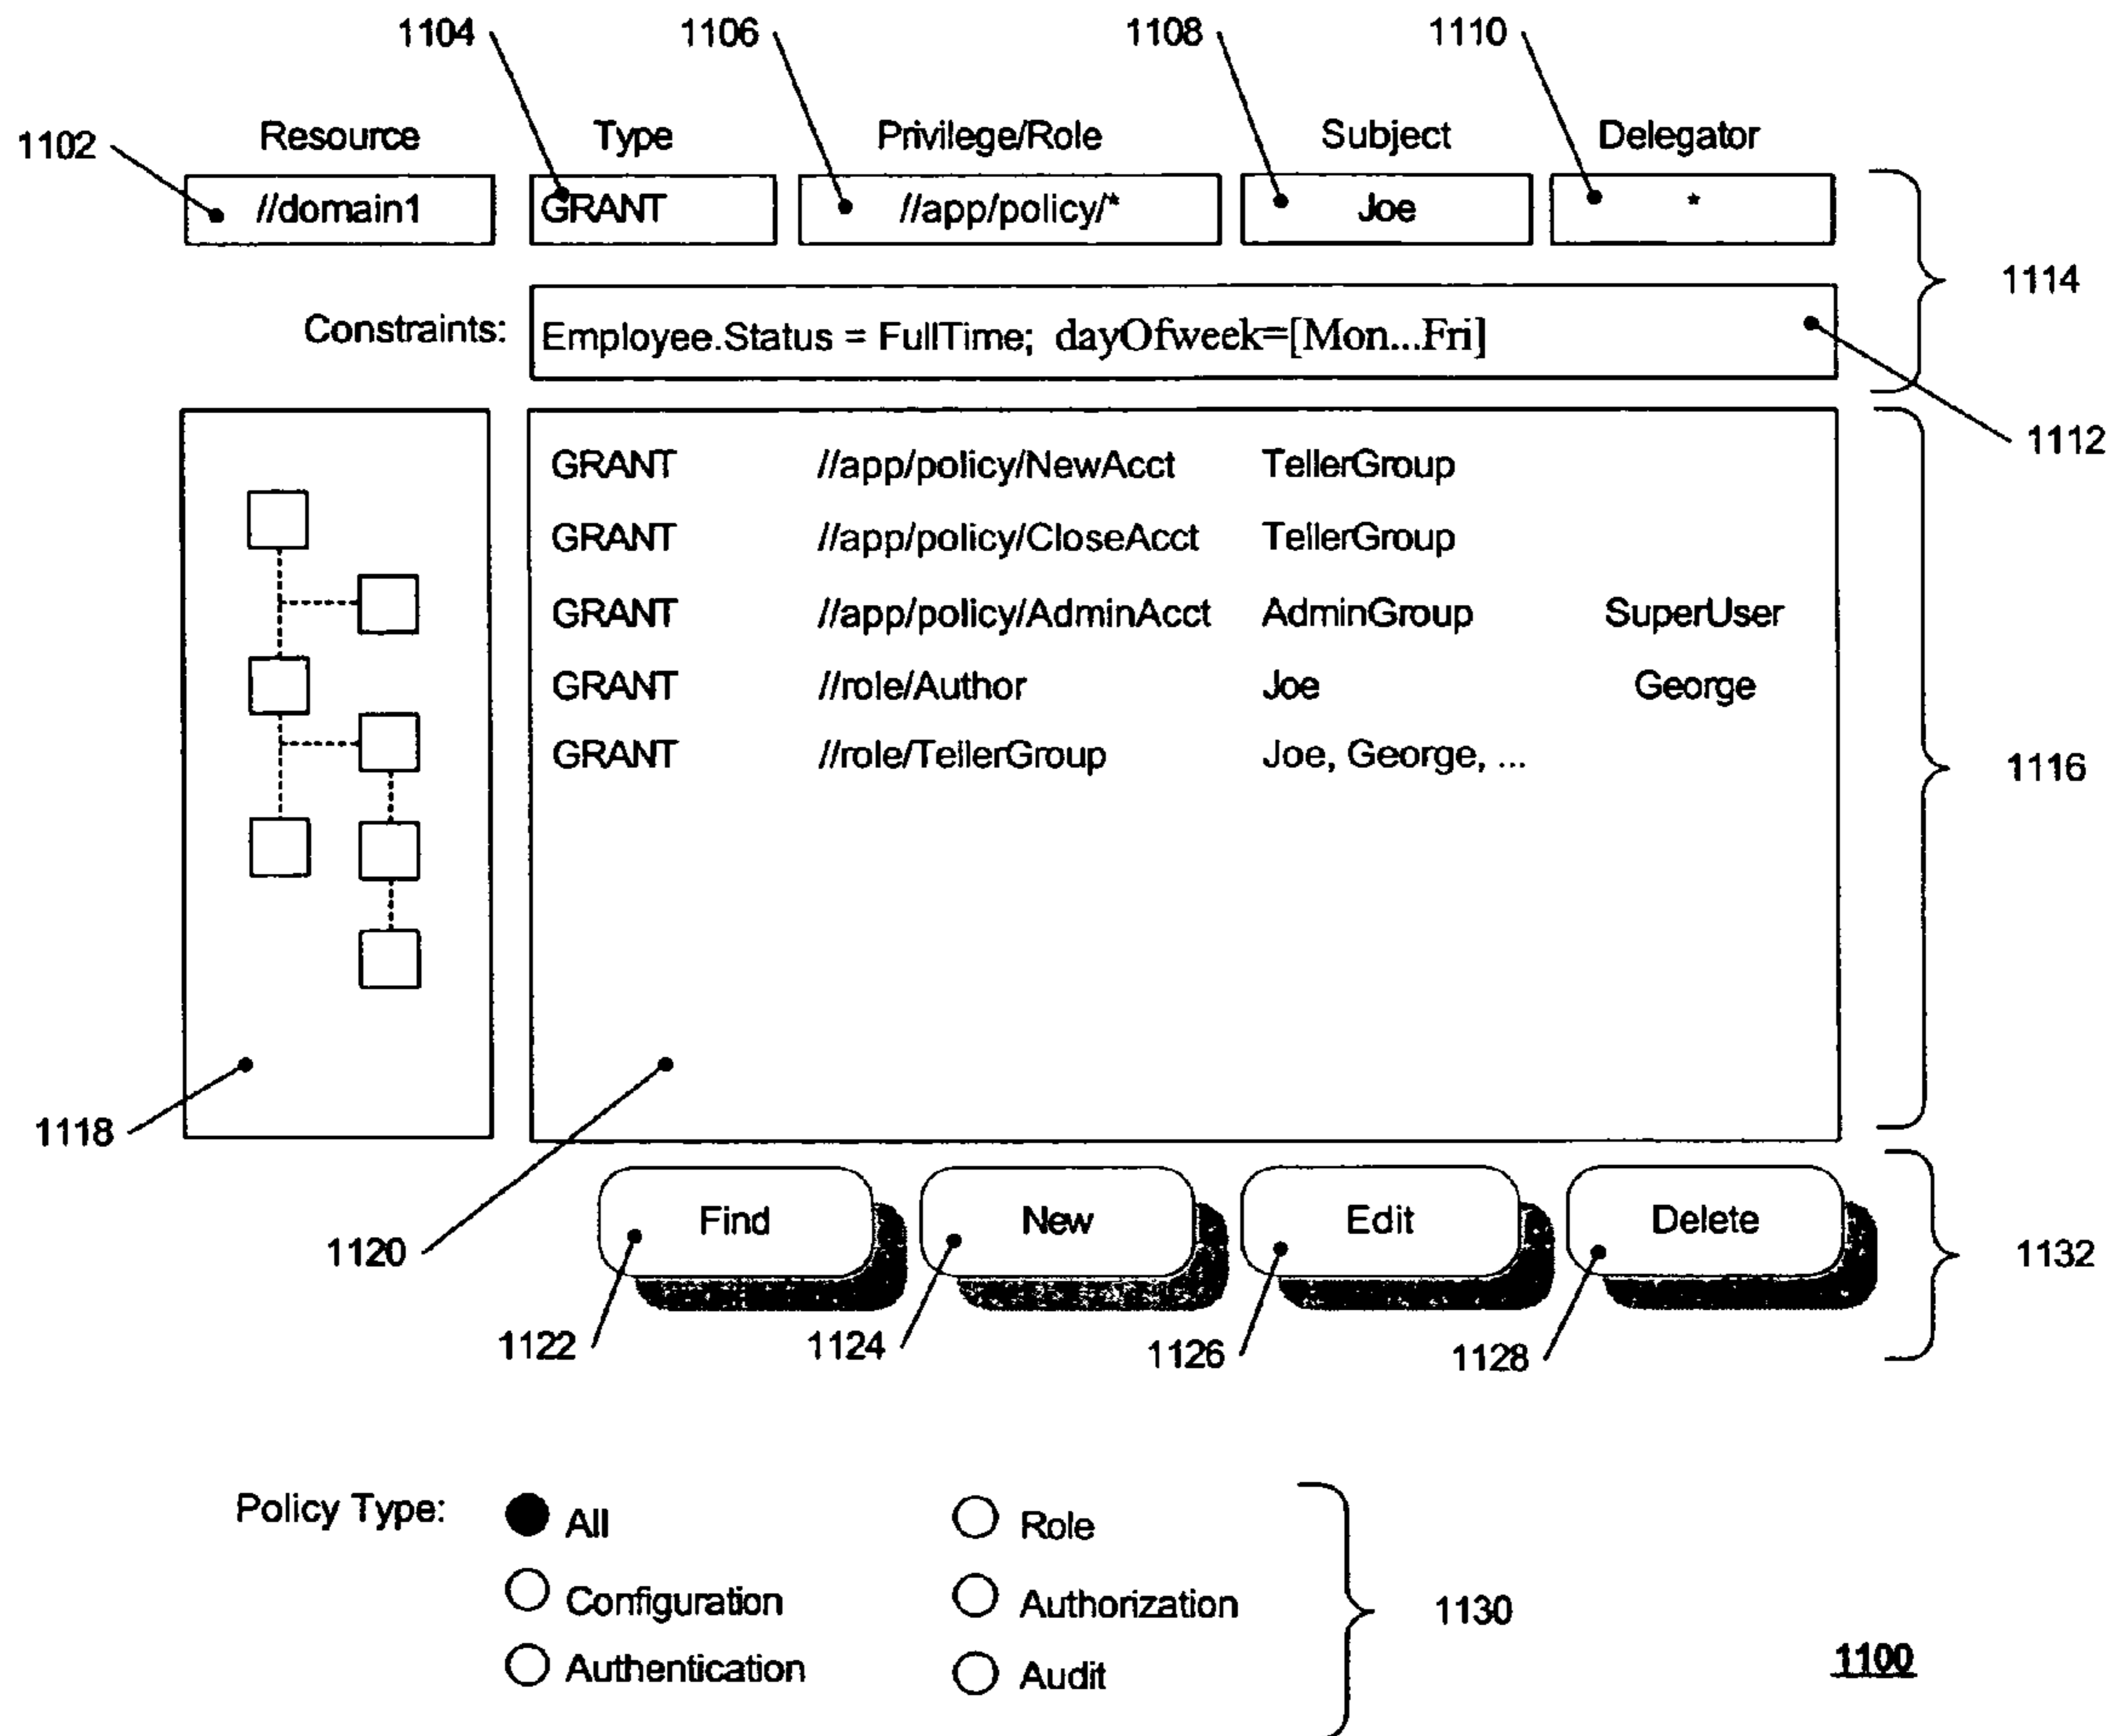 1104 1106 1108 1110
Resource Type Privilege/Role Subject Delegator
1102
//domain1 GRANT //app/policy/* Joe *
1114
Constraints: Employee.Status = FullTime; dayOfweek=[Mon...Fri]
1112
GRANT //app/policy/NewAcct TellerGroup
GRANT //app/policy/CloseAcct TellerGroup
GRANT //app/policy/AdminAcct AdminGroup SuperUser
GRANT //role/Author Joe George
GRANT //role/TellerGroup Joe, George, ...
1116
1118
Find New Edit Delete
1120
1132
1122 1124 1126 1128
Policy Type: All Role
Configuration Authorization
1130
Authentication Audit
1100